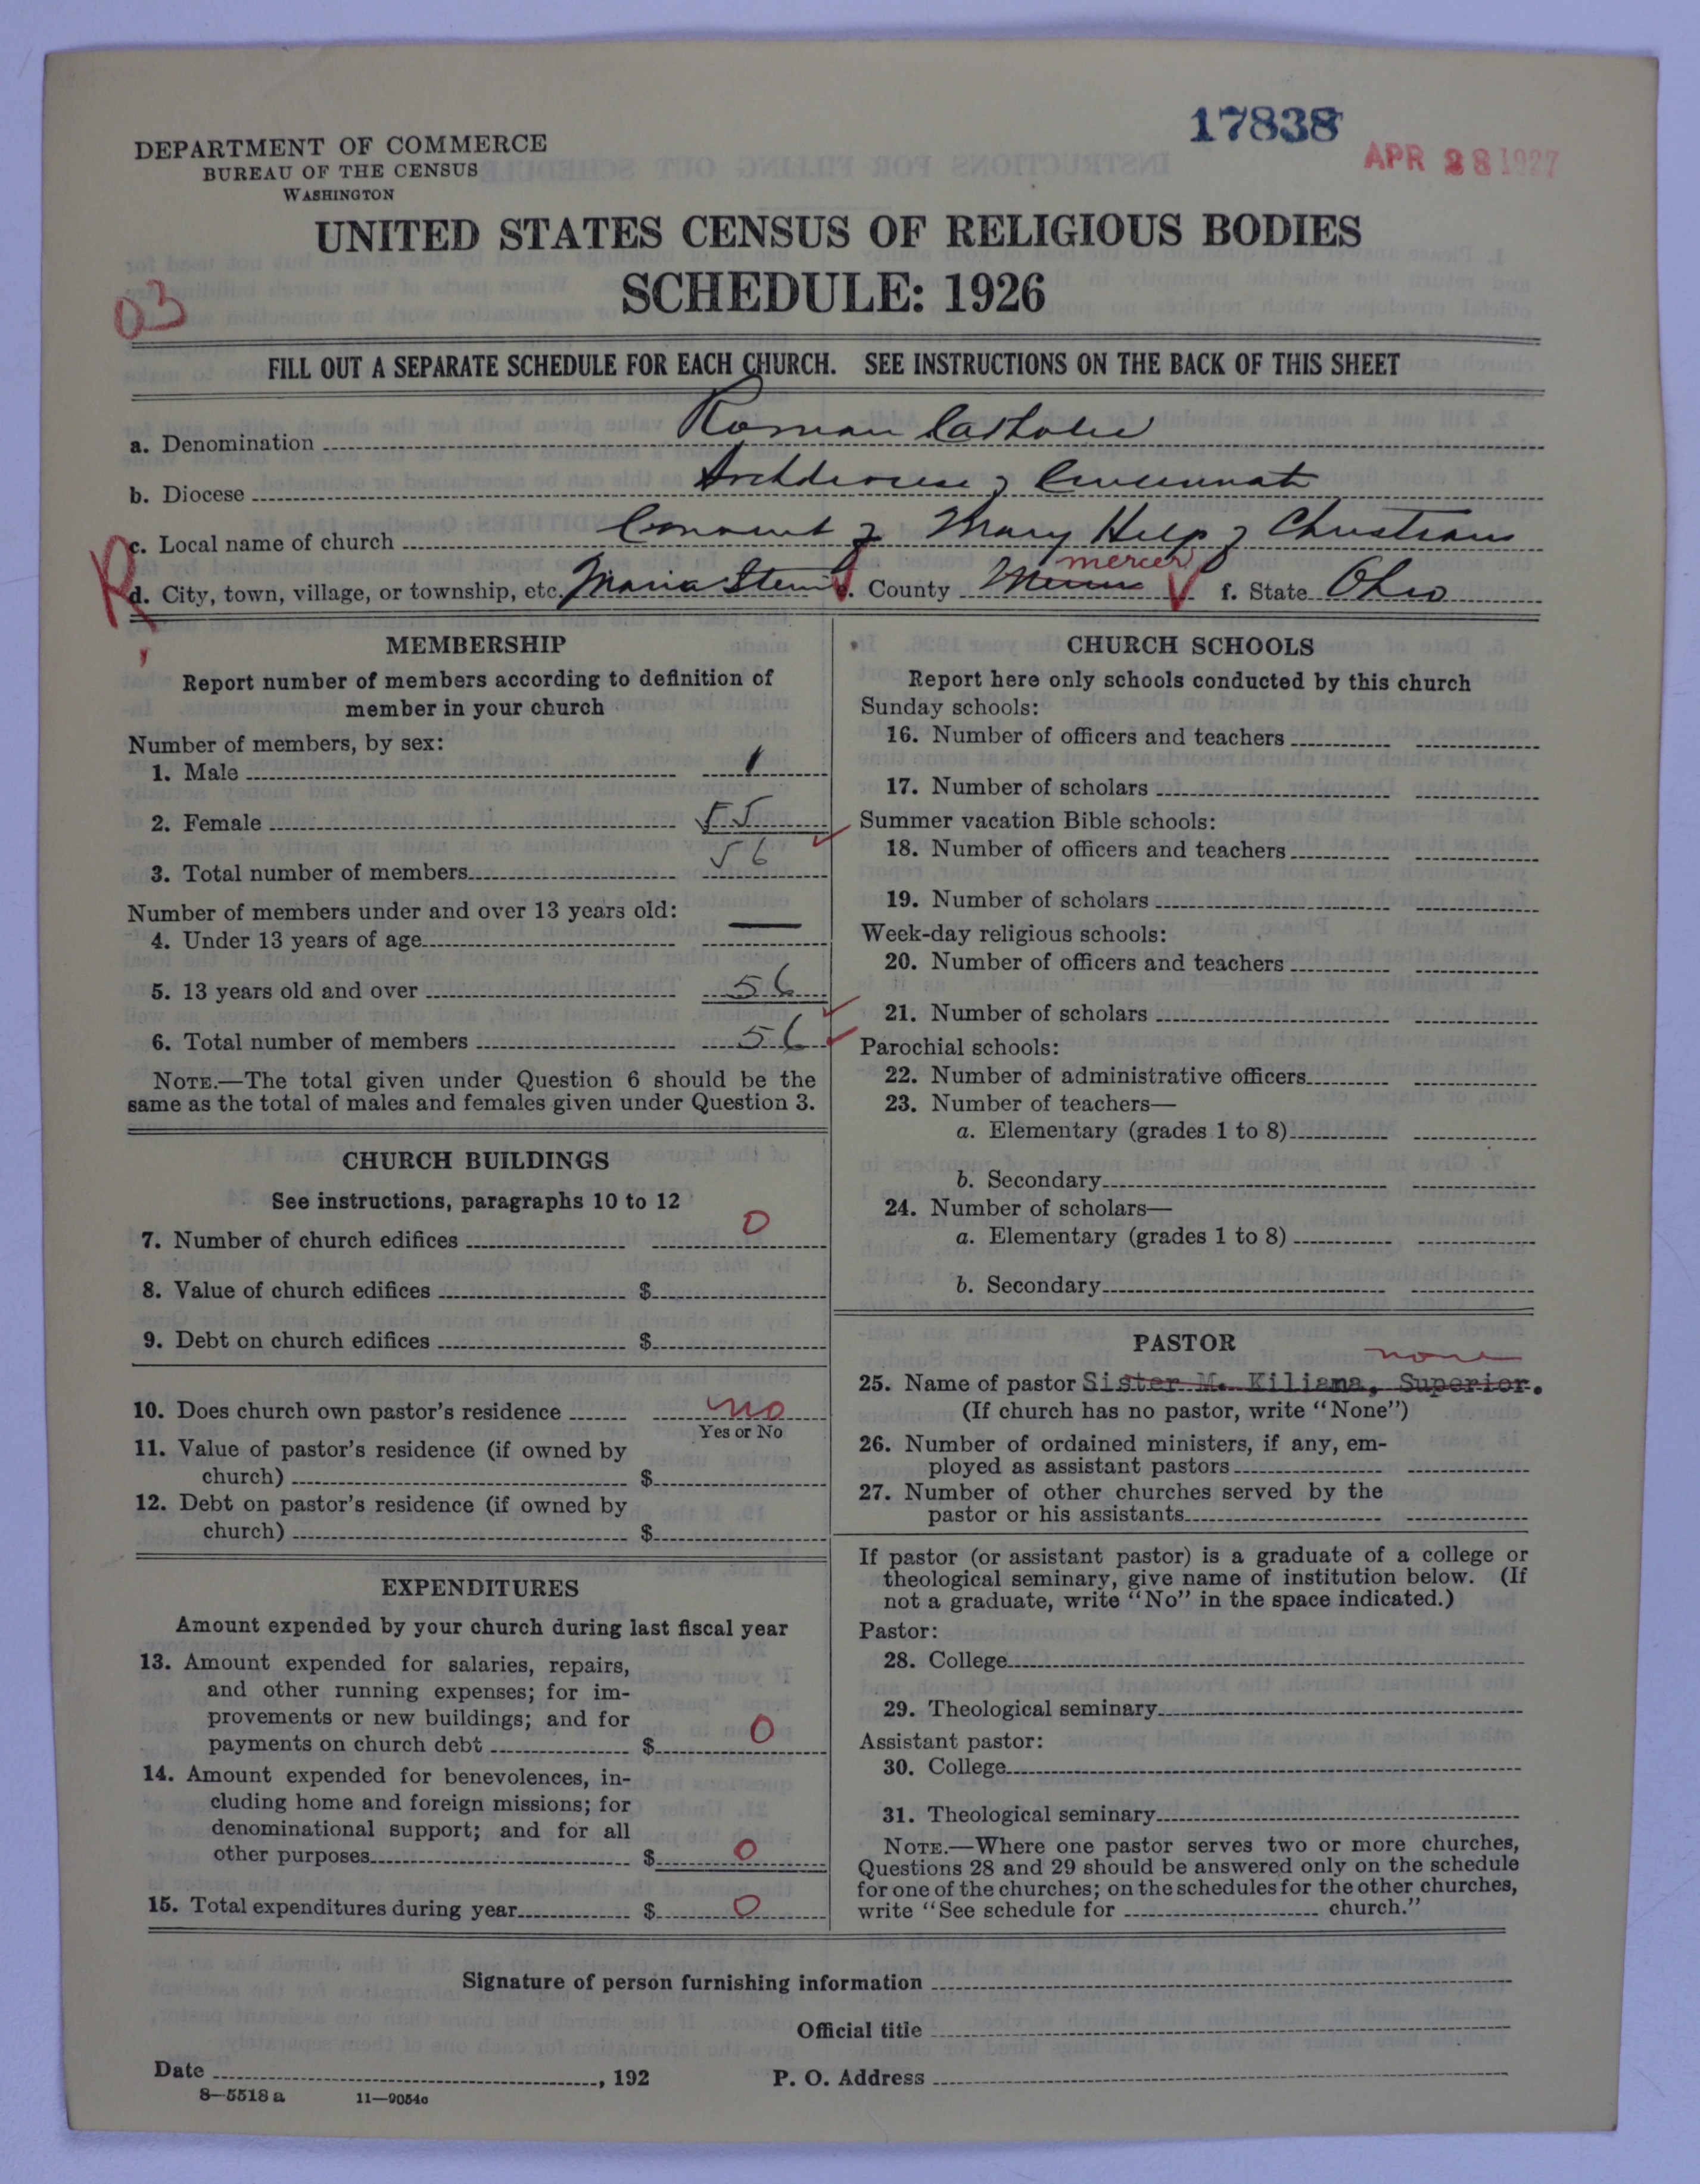 17838
APR 28 1927
DEPARTMENT OF COMMERCE
BUREAU OF THE CENSUS
WASHINGTON
UNITED STATES CENSUS OF RELIGIOUS BODIES
SCHEDULE: 1926
03
FILL OUT A SEPARATE SCHEDULE FOR EACH CHURCH. SEE INSTRUCTIONS ON THE BACK OF THIS SHEET
a. Denomination Roman Catholic
b. Diocese Archdiocese of Cincinnati
c. Local name of church Convent of Mary Help of Christians
R
mercer
d. City, town, village, or township, etc. Maria Stein e. County Mercer f. State Ohio
MEMBERSHIP
Report number of members according to definition of
member in your church
Number of members, by sex:
1. Male 1
2. Female 55
3. Total number of members 56
Number of members under and over 13 years old:
4. Under 13 years of age —
5. 13 years old and over 56
6. Total number of members 56
NOTE.—The total given under Question 6 should be the
same as the total of males and females given under Question 3.
CHURCH BUILDINGS
See instructions, paragraphs 10 to 12
7. Number of church edifices 0
8. Value of church edifices $
9. Debt on church edifices $
10. Does church own pastor's residence no
Yes or No
11. Value of pastor's residence (if owned by
church) $
12. Debt on pastor's residence (if owned by
church) $
EXPENDITURES
Amount expended by your church during last fiscal year
13. Amount expended for salaries, repairs,
and other running expenses; for im-
provements or new buildings; and for
payments on church debt $ 0
14. Amount expended for benevolences, in-
cluding home and foreign missions; for
denominational support; and for all
other purposes $ 0
15. Total expenditures during year $ 0
CHURCH SCHOOLS
Report here only schools conducted by this church
Sunday schools:
16. Number of officers and teachers
17. Number of scholars
Summer vacation Bible schools:
18. Number of officers and teachers
19. Number of scholars
Week-day religious schools:
20. Number of officers and teachers
21. Number of scholars
Parochial schools:
22. Number of administrative officers
23. Number of teachers—
a. Elementary (grades 1 to 8)
b. Secondary
24. Number of scholars—
a. Elementary (grades 1 to 8)
b. Secondary
PASTOR
none
25. Name of pastor Sister M. Kiliana, Superior.
(If church has no pastor, write "None")
26. Number of ordained ministers, if any, em-
ployed as assistant pastors
27. Number of other churches served by the
pastor or his assistants
If pastor (or assistant pastor) is a graduate of a college or
theological seminary, give name of institution below. (If
not a graduate, write "No" in the space indicated.)
Pastor:
28. College
29. Theological seminary
Assistant pastor:
30. College
31. Theological seminary
NOTE.—Where one pastor serves two or more churches,
Questions 28 and 29 should be answered only on the schedule
for one of the churches; on the schedules for the other churches,
write "See schedule for church."
Signature of person furnishing information
Official title
Date , 192 P. O. Address
8—5518 a 11—9054c